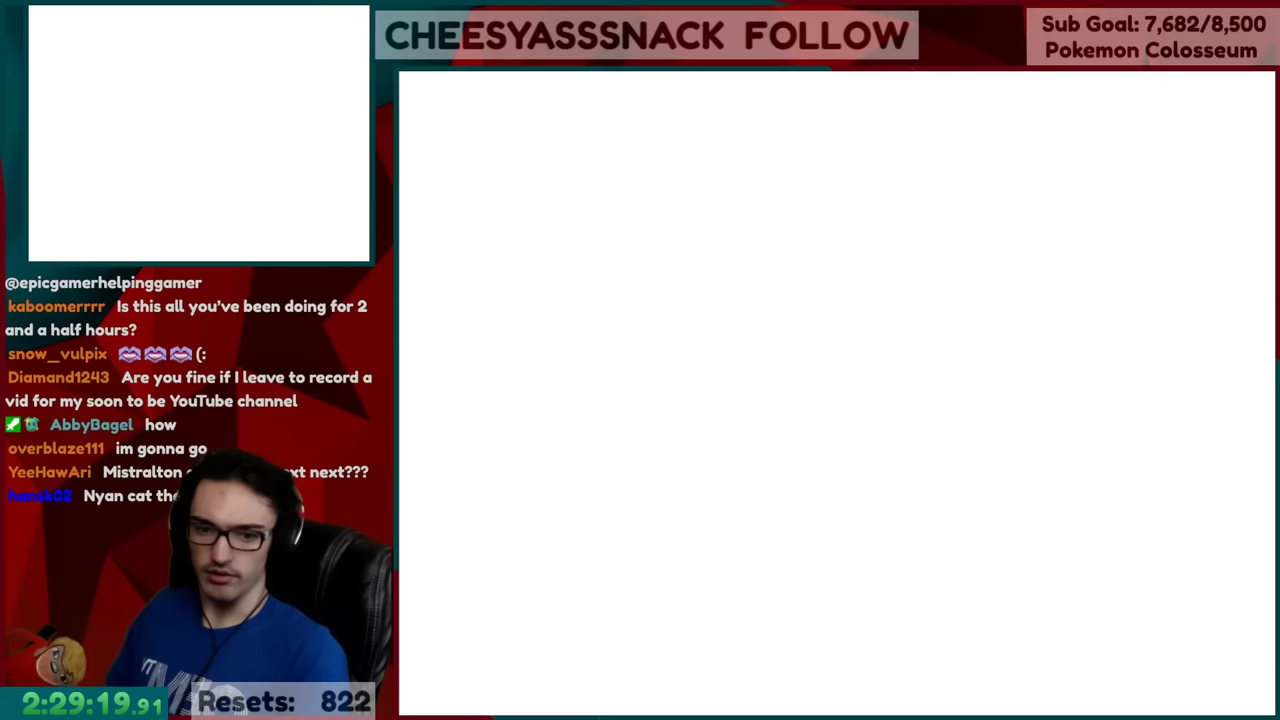 CHEESYASSSNACK FOLLOW
Sub Goal: 7,682/8,500
Pokemon Colosseum
@epicgamerhelpinggamer
kaboomerrrr Is this all you've been doing for 2
and a half hours?
snow_vulpix (:
Diamand1243 Are you fine if I leave to record a
vid for my soon to be YouTube channel
AbbyBagel how
overblaze111 im gonna go
YeeHawAri Mistralton next???
hansk02 Nyan cat
2:29:19.91
Resets: 822